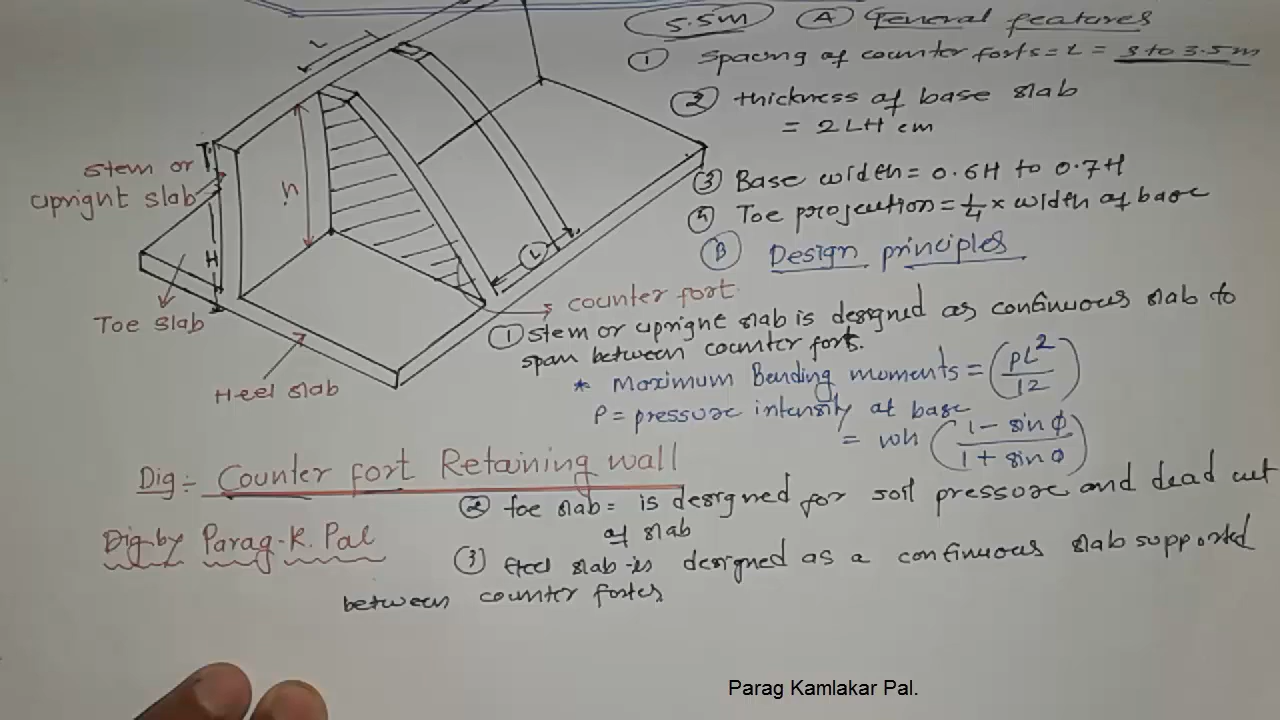 5.5m (A) General features
① Spacing of counter forts = L = 3 to 3.5m
② thickness of base slab
= 2LH cm
③ Base width = 0.6H to 0.7H
④ Toe projection = 1/4 × width of base
(B) Design principles
① Stem or upright slab is designed as continuous slab to
span between counter forts.
* Maximum Bending moments = (PL²/12)
P = pressure intensity at base
= wh (1 - sin φ / 1 + sin φ)
② toe slab = is designed for soil pressure and dead wt
of slab
③ Heel slab is designed as a continuous slab supported
between counter fortes
L
stem or
upright slab
h
H
L
Toe slab
Heel slab
counter fort
Dig :- Counter fort Retaining wall
Dig. by Parag. K. Pal
Parag Kamlakar Pal.